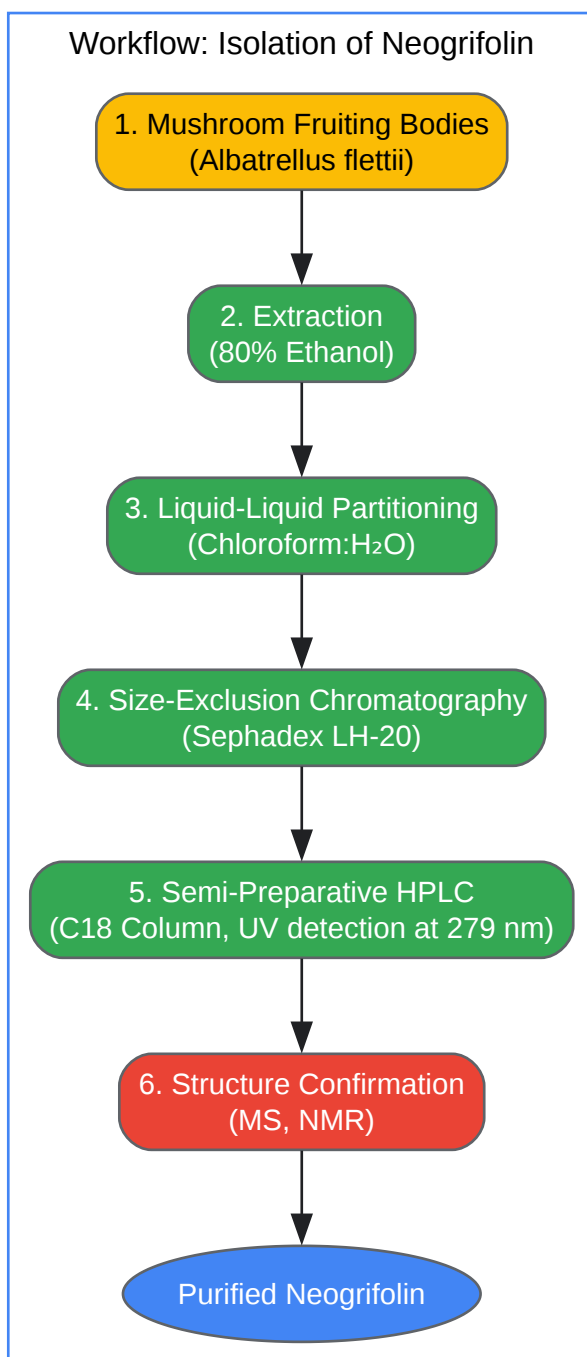 Workflow: Isolation of Neogrifolin
1. Mushroom Fruiting Bodies
(Albatrellus flettii)
2. Extraction
(80% Ethanol)
3. Liquid-Liquid Partitioning
(Chloroform:H₂O)
4. Size-Exclusion Chromatography
(Sephadex LH-20)
5. Semi-Preparative HPLC
(C18 Column, UV detection at 279 nm)
6. Structure Confirmation
(MS, NMR)
Purified Neogrifolin